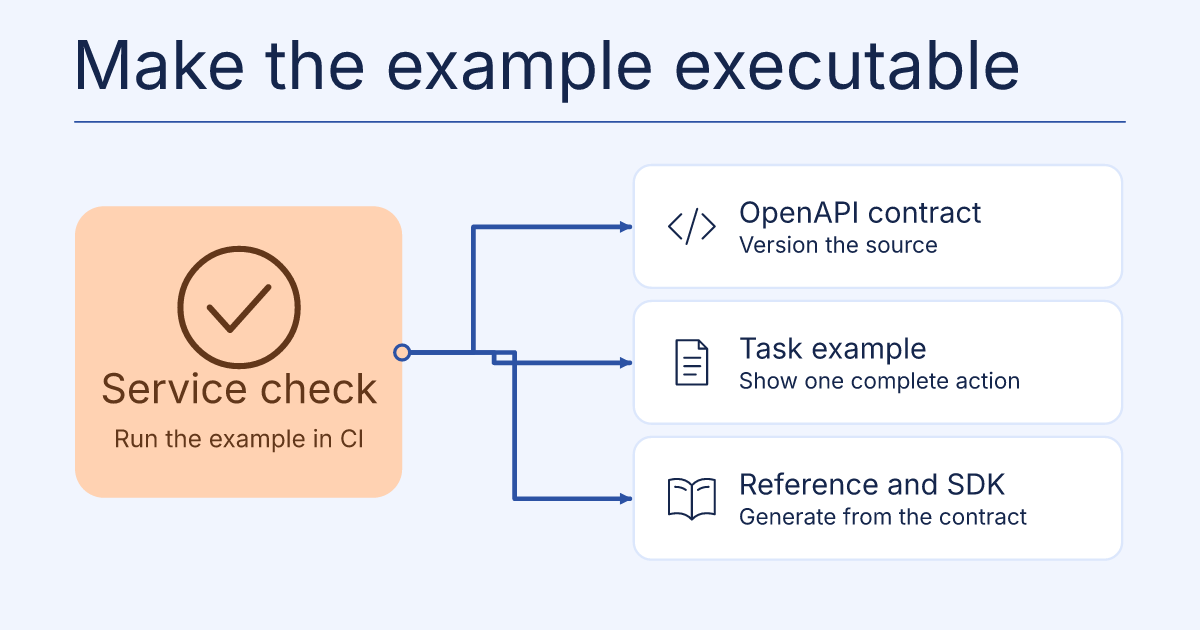 Make the example executable
Service check
Run the example in CI
OpenAPI contract
Version the source
Task example
Show one complete action
Reference and SDK
Generate from the contract